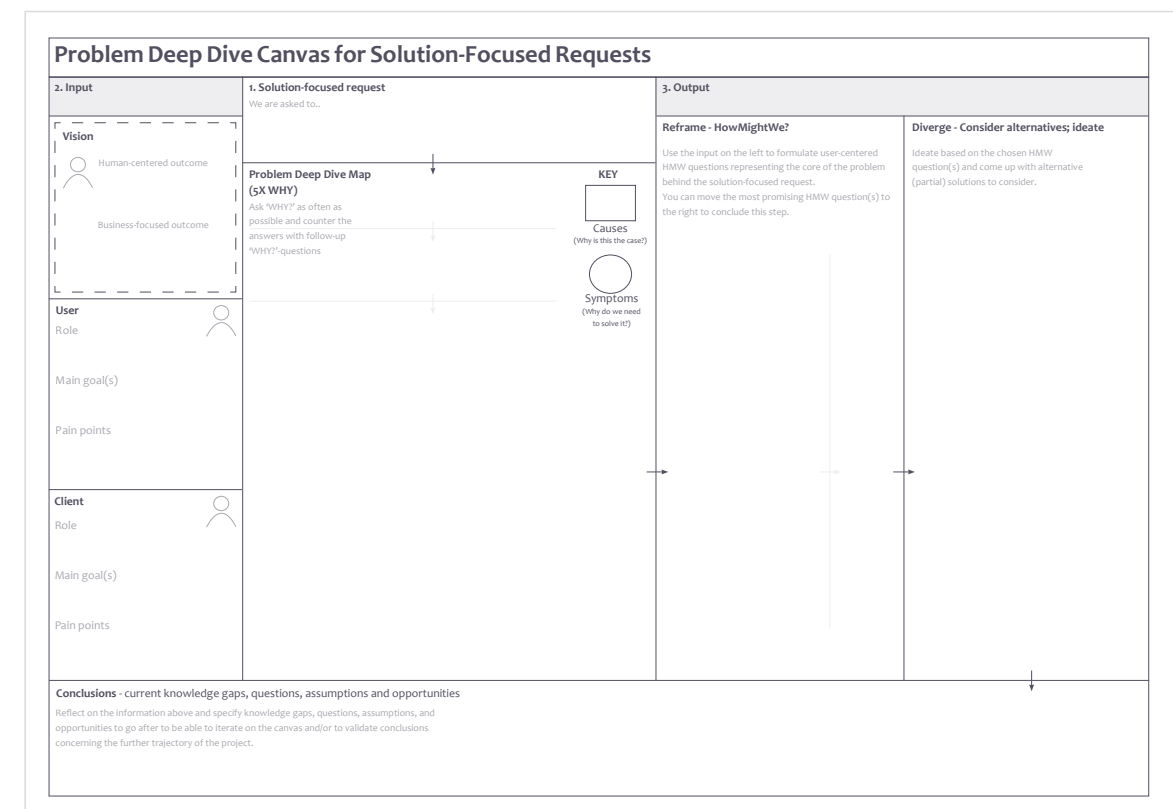 Problem Deep Dive Canvas for Solution-Focused Requests
2. Input
Vision
Human-centered outcome
Business-focused outcome
User
Role
Main goal(s)
Pain points
Client
Role
Main goal(s)
Pain points
1. Solution-focused request
We are asked to..
Problem Deep Dive Map
(5X WHY)
Ask ‘WHY?’ as often as
possible and counter the
answers with follow-up
‘WHY?’-questions
KEY
Causes
(Why is this the case?)
Symptoms
(Why do we need
to solve it?)
3. Output
Reframe - HowMightWe?
Use the input on the left to formulate user-centered
HMW questions representing the core of the problem
behind the solution-focused request.
You can move the most promising HMW question(s) to
the right to conclude this step.
Diverge - Consider alternatives; ideate
Ideate based on the chosen HMW
question(s) and come up with alternative
(partial) solutions to consider.
Conclusions - current knowledge gaps, questions, assumptions and opportunities
Reflect on the information above and specify knowledge gaps, questions, assumptions, and
opportunities to go after to be able to iterate on the canvas and/or to validate conclusions
concerning the further trajectory of the project.